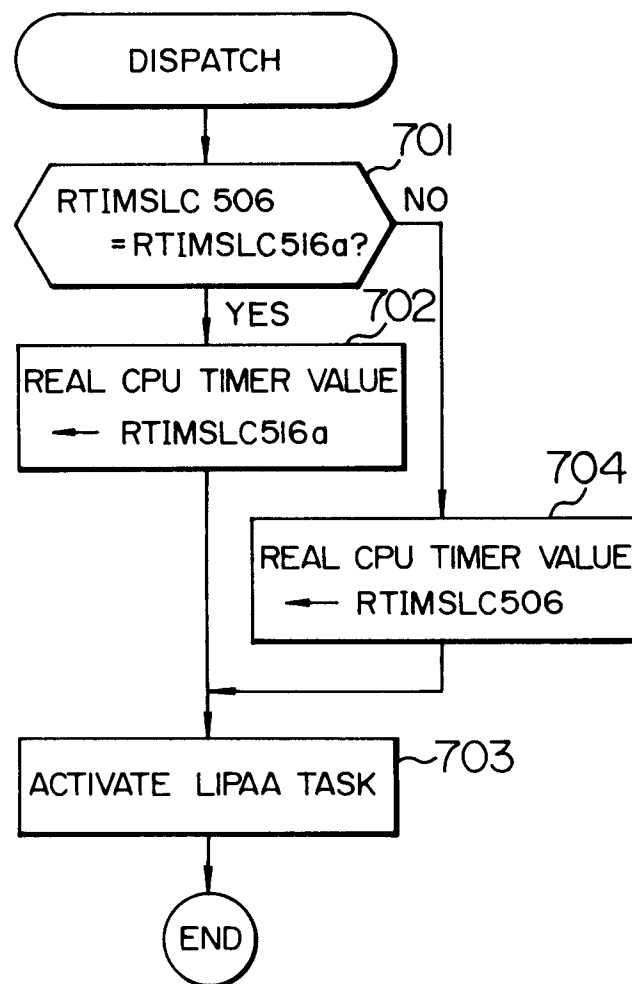 DISPATCH
701
RTIMSLC 506
= RTIMSLC516a?
NO
YES
702
REAL CPU TIMER VALUE
← RTIMSLC516a
704
REAL CPU TIMER VALUE
← RTIMSLC506
ACTIVATE LIPAA TASK
703
END